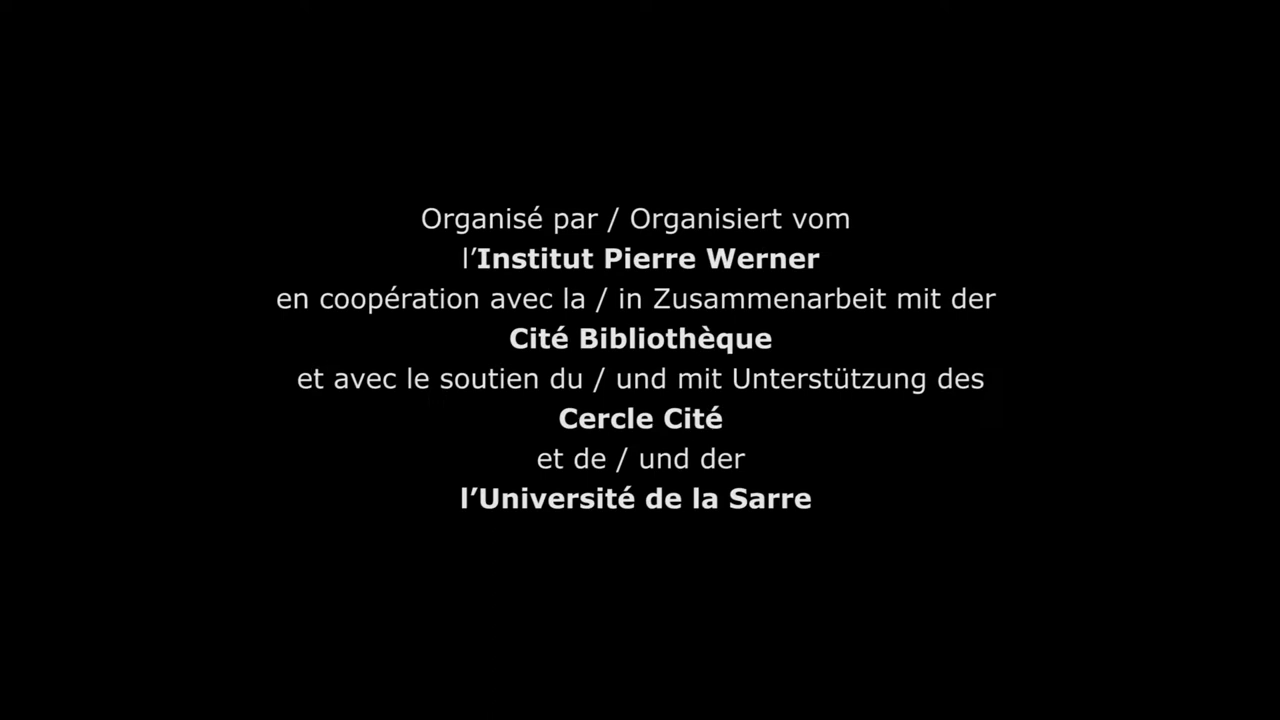 Organisé par / Organisiert vom
l’Institut Pierre Werner
en coopération avec la / in Zusammenarbeit mit der
Cité Bibliothèque
et avec le soutien du / und mit Unterstützung des
Cercle Cité
et de / und der
l’Université de la Sarre